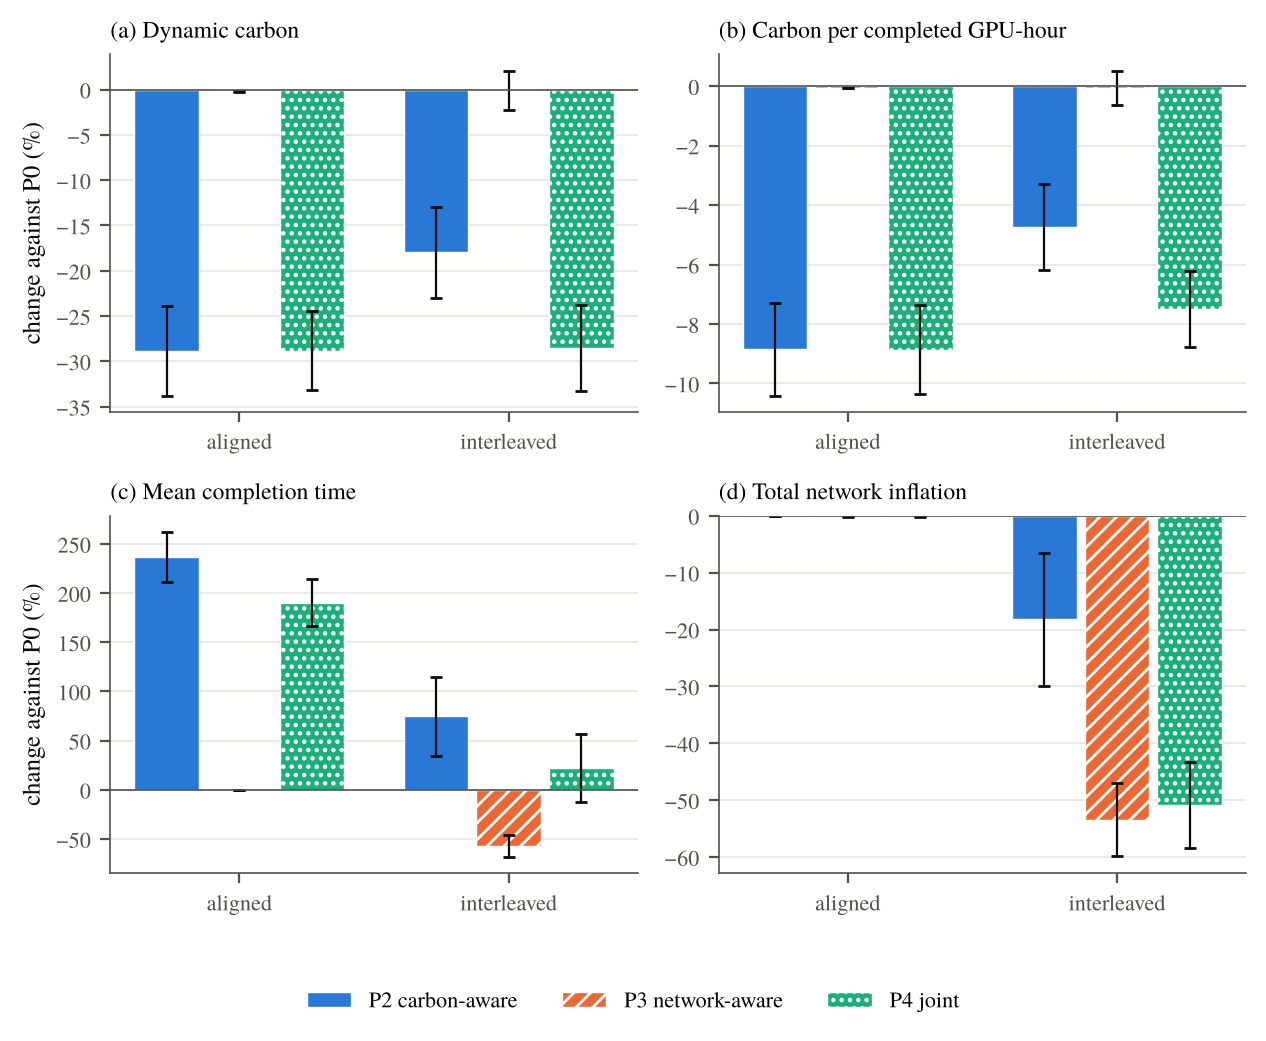 (a) Dynamic carbon
change against P0 (%)
0
−5
−10
−15
−20
−25
−30
−35
aligned
interleaved
(b) Carbon per completed GPU-hour
0
−2
−4
−6
−8
−10
aligned
interleaved
(c) Mean completion time
change against P0 (%)
250
200
150
100
50
0
−50
aligned
interleaved
(d) Total network inflation
0
−10
−20
−30
−40
−50
−60
aligned
interleaved
P2 carbon-aware
P3 network-aware
P4 joint